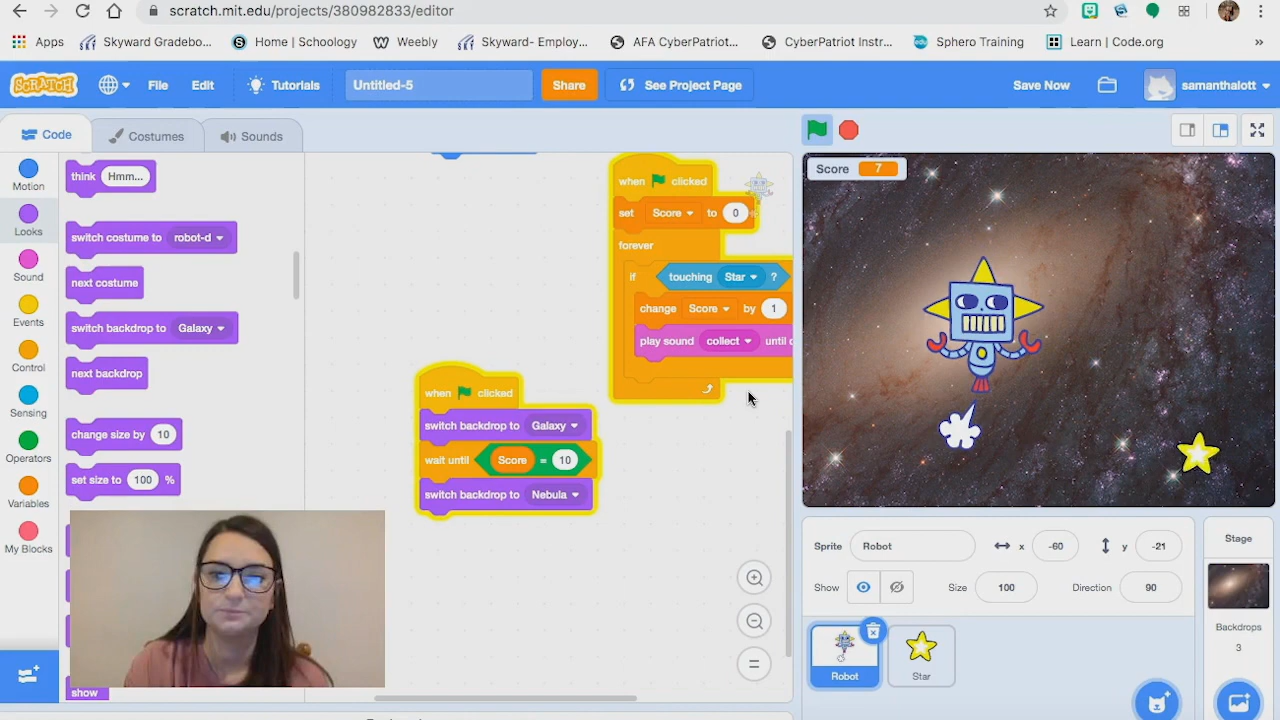 scratch.mit.edu/projects/380982833/editor
Apps Skyward Gradebo... Home | Schoology Weebly Skyward- Employ... AFA CyberPatriot... CyberPatriot Instr... Sphero Training Learn | Code.org »
SCRATCH File Edit Tutorials Untitled-5 Share See Project Page Save Now samanthalott
Code Costumes Sounds
Motion
Looks
Sound
Events
Control
Sensing
Operators
Variables
My Blocks
think Hmm...
switch costume to robot-d
next costume
switch backdrop to Galaxy
next backdrop
change size by 10
set size to 100 %
show
when clicked
set Score to 0
forever
if touching Star ?
change Score by 1
play sound collect until
when clicked
switch backdrop to Galaxy
wait until Score = 10
switch backdrop to Nebula
Score 7
Sprite Robot x -60 y -21
Show Size 100 Direction 90
Robot
Star
Stage
Backdrops
3